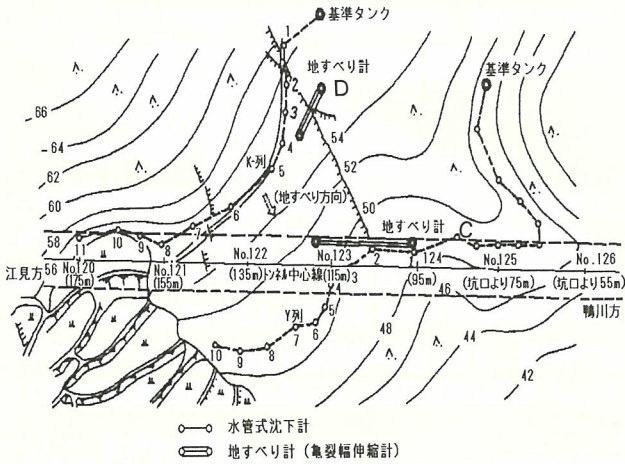 基準タンク
1
地すべり計
D
基準タンク
2
3
66
54
64
4
K-列
52
62
5
60
6
(地すべり方向)
50
7
地すべり計
C
58
11
10
9
8
No.122
No.123
2
124
No.125
No.126
江見方
56
No.120
(175m)
No.121
(155m)
(135m)
トンネル中心線
(115m)
3
(95m)
(坑口より75m)
(坑口より55m)
4
46
鴨川方
Y列
5
7
6
48
44
10
9
8
42
水管式沈下計
地すべり計(亀裂幅伸縮計)